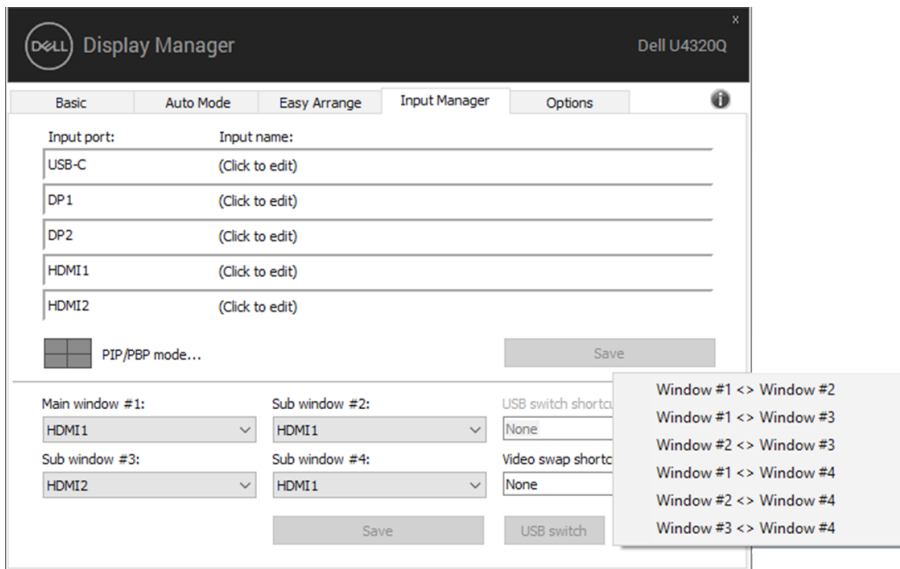 x
DELL Display Manager Dell U4320Q
Basic Auto Mode Easy Arrange Input Manager Options i
Input port: Input name:
USB-C (Click to edit)
DP1 (Click to edit)
DP2 (Click to edit)
HDMI1 (Click to edit)
HDMI2 (Click to edit)
PIP/PBP mode... Save
Main window #1: Sub window #2: USB switch shortcu
HDMI1 HDMI1 None
Sub window #3: Sub window #4: Video swap shortc
HDMI2 HDMI1 None
Save USB switch
Window #1 <> Window #2
Window #1 <> Window #3
Window #2 <> Window #3
Window #1 <> Window #4
Window #2 <> Window #4
Window #3 <> Window #4